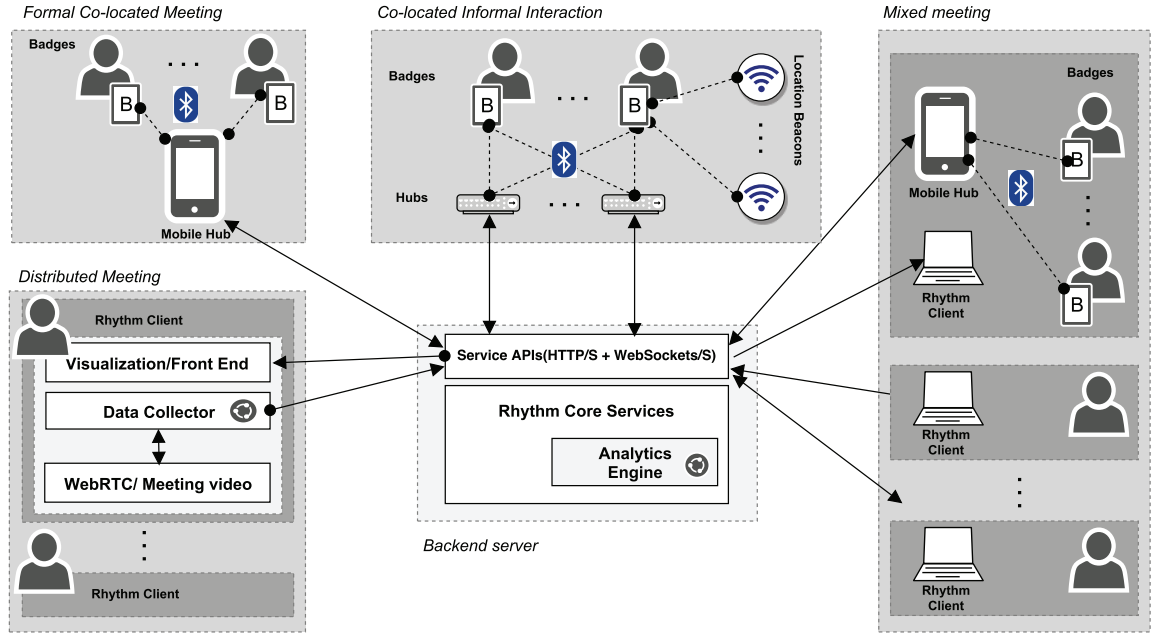 Formal Co-located Meeting
Badges
. . .
B
B
Mobile Hub
Co-located Informal Interaction
Badges
B
. . .
B
Location Beacons
Hubs
. . .
Mixed meeting
Badges
B
Mobile Hub
B
Rhythm
Client
Rhythm
Client
Rhythm
Client
Distributed Meeting
Rhythm Client
Visualization/Front End
Data Collector
WebRTC/ Meeting video
Rhythm Client
Service APIs(HTTP/S + WebSockets/S)
Rhythm Core Services
Analytics
Engine
Backend server